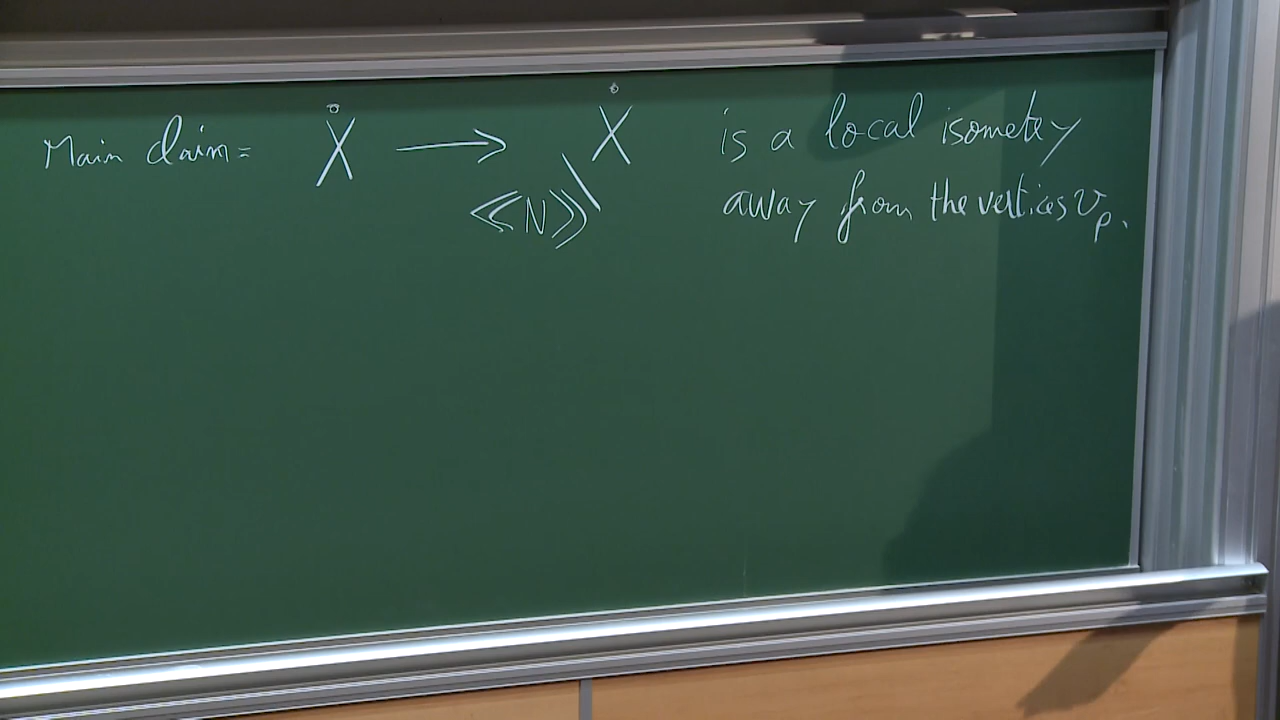 Main claim = X̊ ⟶ ⟨⟨N⟩⟩ \ X̊ is a local isometry
away from the vertices v_p.